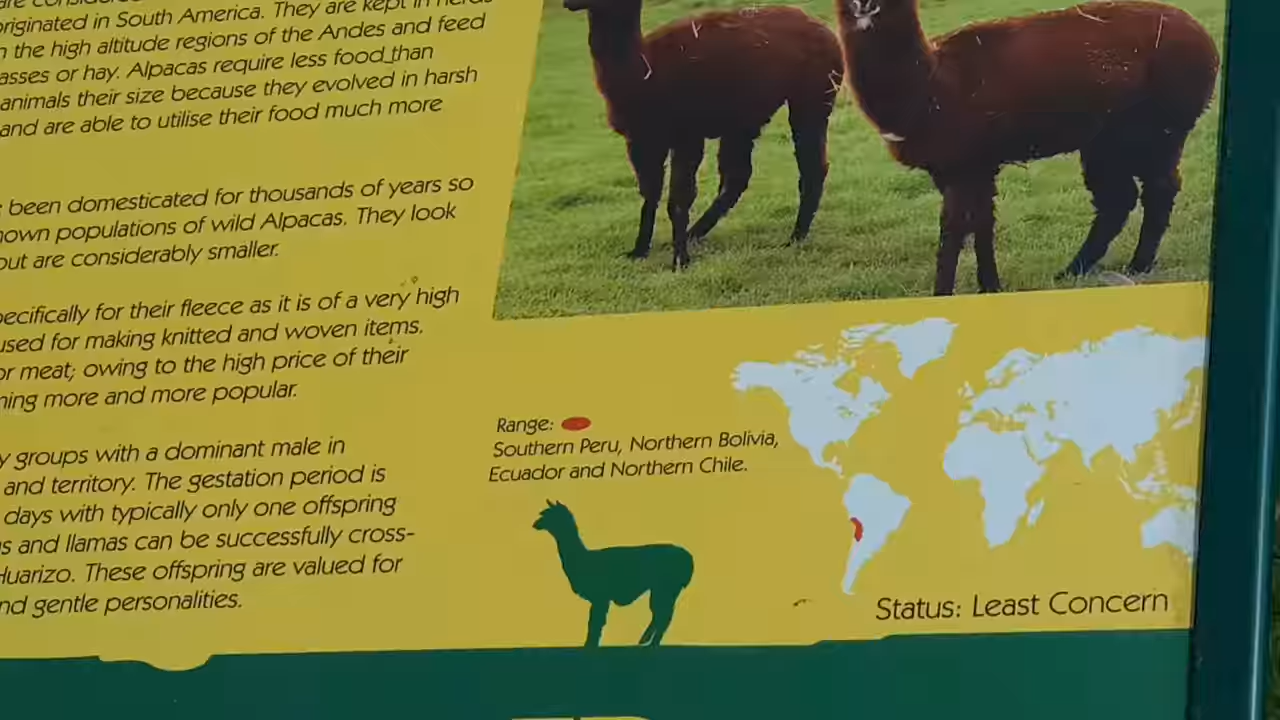 are considered
originated in South America. They are kept in herds
the high altitude regions of the Andes and feed
asses or hay. Alpacas require less food than
animals their size because they evolved in harsh
and are able to utilise their food much more
been domesticated for thousands of years so
nown populations of wild Alpacas. They look
but are considerably smaller.
pecifically for their fleece as it is of a very high
used for making knitted and woven items.
or meat; owing to the high price of their
ming more and more popular.
y groups with a dominant male in
and territory. The gestation period is
days with typically only one offspring
s and llamas can be successfully cross-
Huarizo. These offspring are valued for
nd gentle personalities.
Range:
Southern Peru, Northern Bolivia,
Ecuador and Northern Chile.
Status: Least Concern